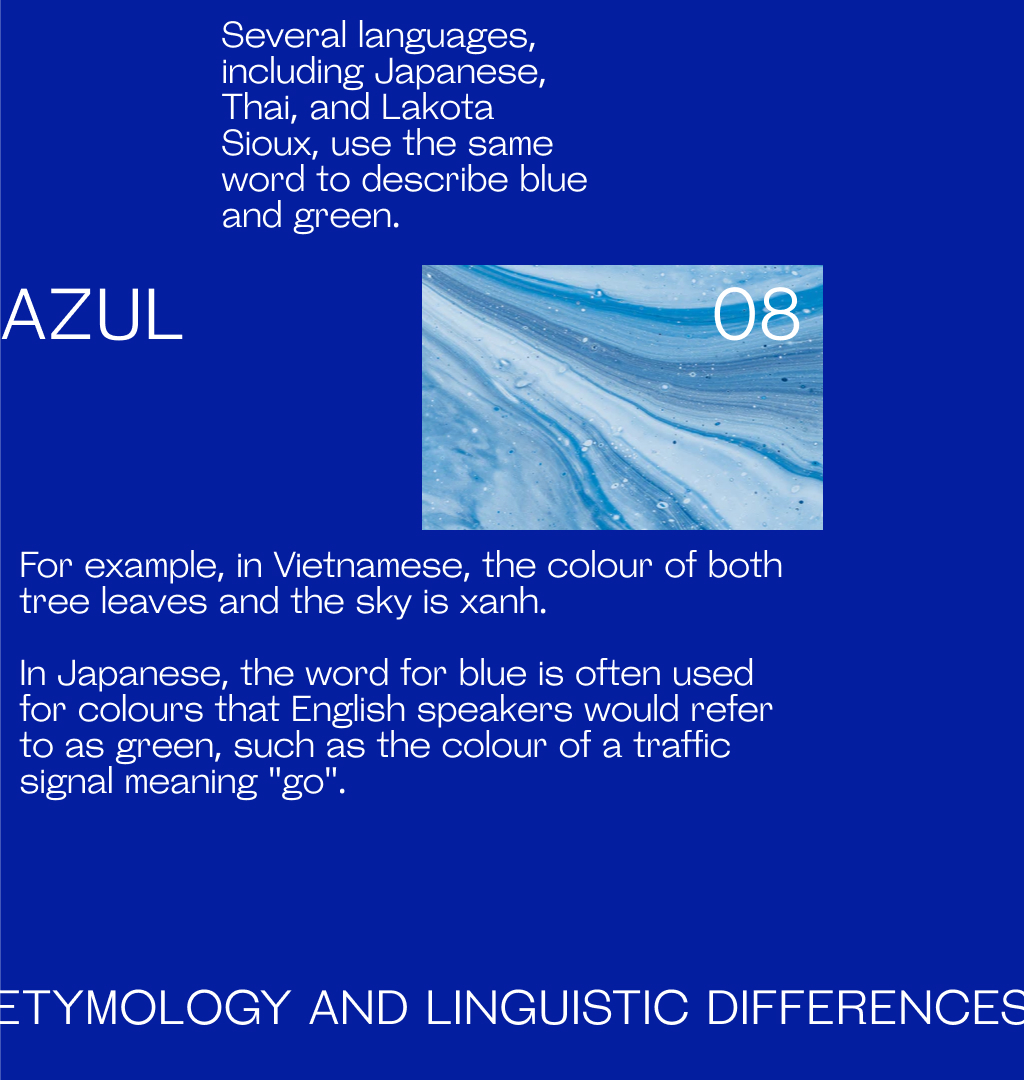 Several languages,
including Japanese,
Thai, and Lakota
Sioux, use the same
word to describe blue
and green.
AZUL
08
For example, in Vietnamese, the colour of both
tree leaves and the sky is xanh.
In Japanese, the word for blue is often used
for colours that English speakers would refer
to as green, such as the colour of a traffic
signal meaning "go".
ETYMOLOGY AND LINGUISTIC DIFFERENCES